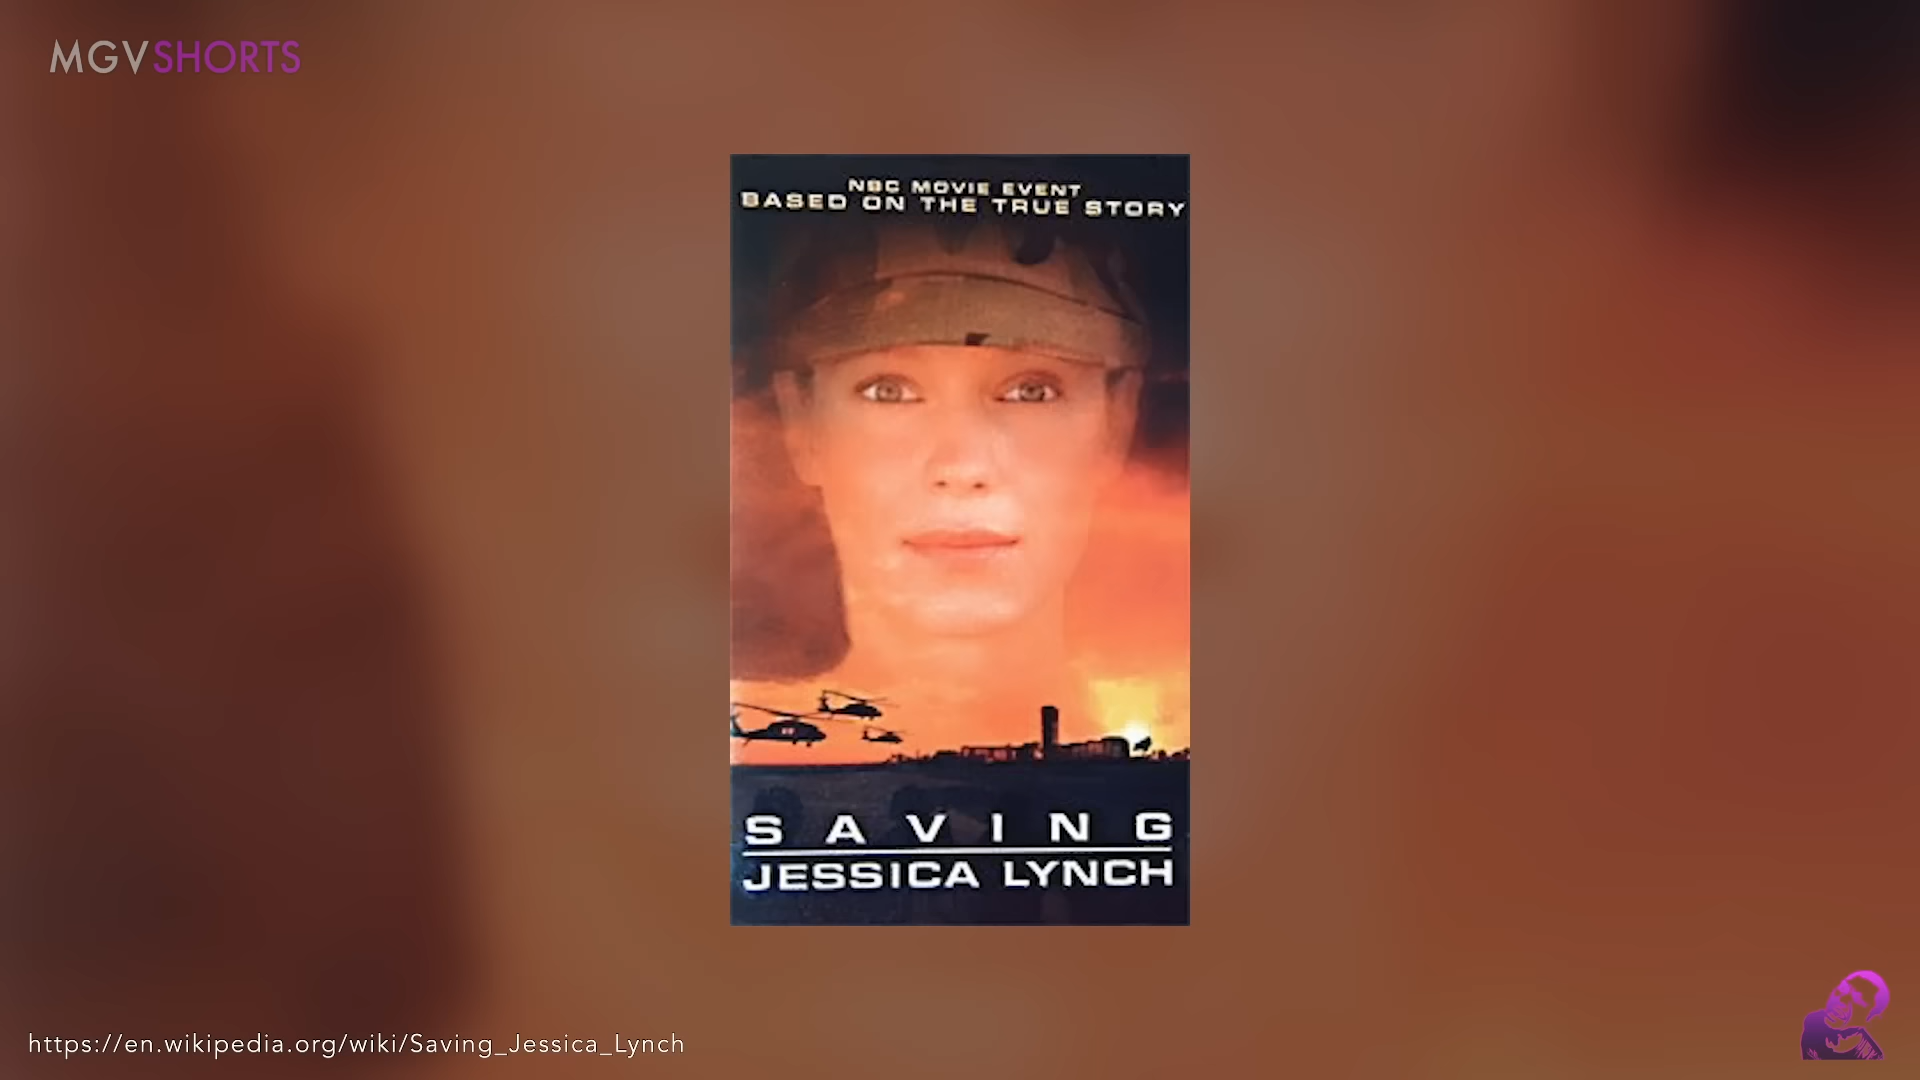 MGVSHORTS
NBC MOVIE EVENT
BASED ON THE TRUE STORY
SAVING
JESSICA LYNCH
https://en.wikipedia.org/wiki/Saving_Jessica_Lynch